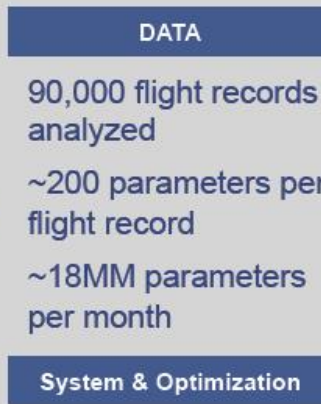 DATA
90,000 flight records
analyzed
~200 parameters per
flight record
~18MM parameters
per month
System & Optimization